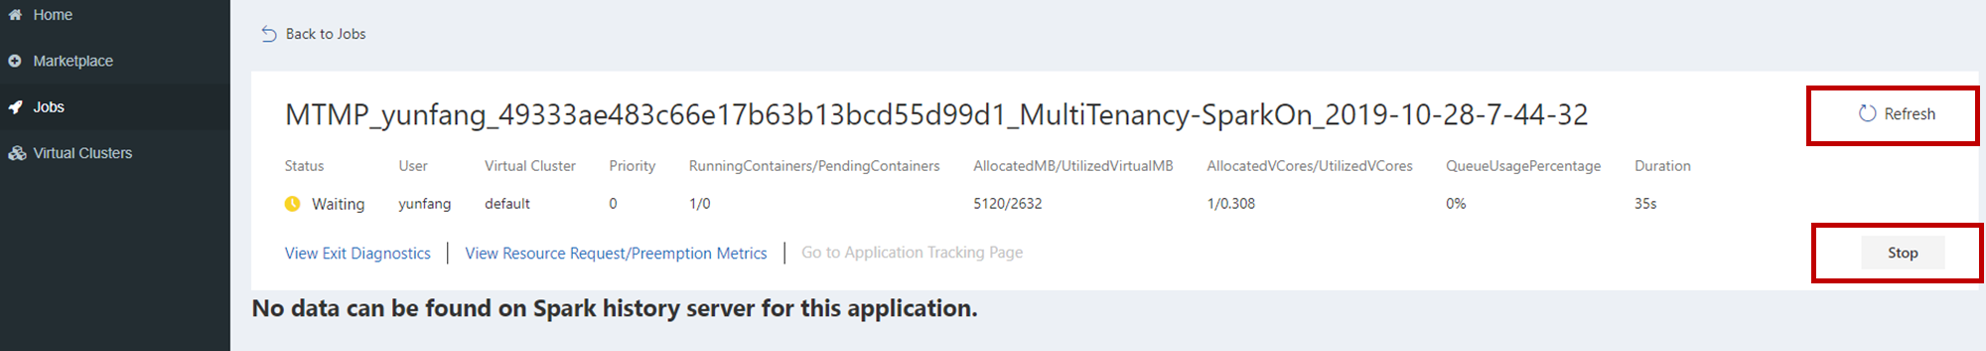 Home
Marketplace
Jobs
Virtual Clusters
Back to Jobs
MTMP_yunfang_49333ae483c66e17b63b13bcd55d99d1_MultiTenancy-SparkOn_2019-10-28-7-44-32
Refresh
Status User Virtual Cluster Priority RunningContainers/PendingContainers AllocatedMB/UtilizedVirtualMB AllocatedVCores/UtilizedVCores QueueUsagePercentage Duration
Waiting yunfang default 0 1/0 5120/2632 1/0.308 0% 35s
View Exit Diagnostics | View Resource Request/Preemption Metrics | Go to Application Tracking Page
Stop
No data can be found on Spark history server for this application.